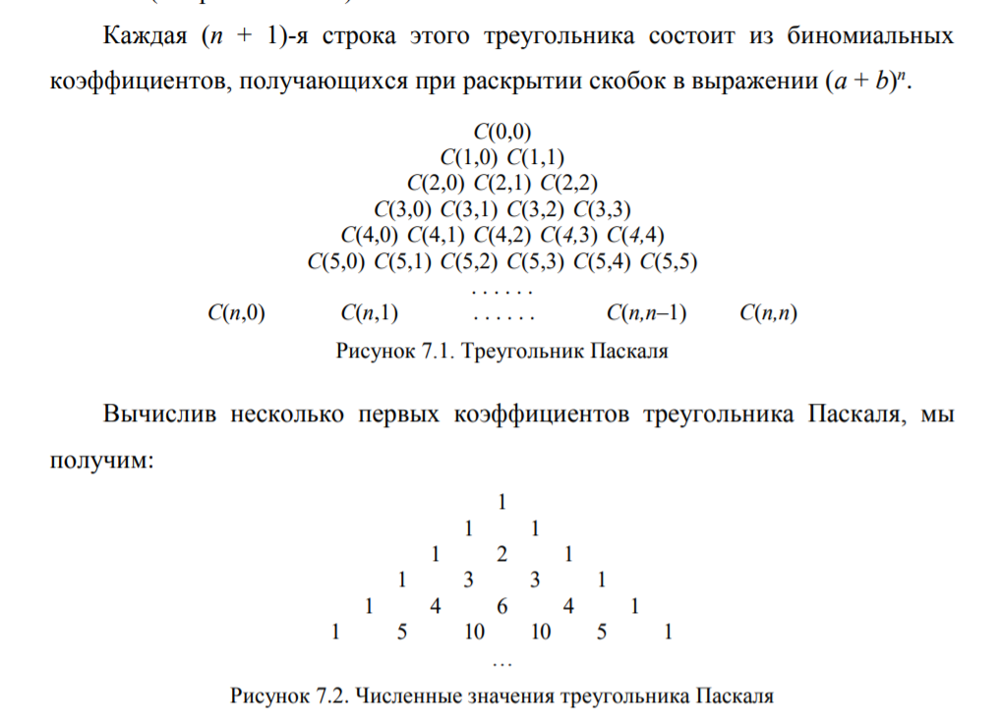 Каждая (n + 1)-я строка этого треугольника состоит из биномиальных
коэффициентов, получающихся при раскрытии скобок в выражении (a + b)ⁿ.
C(0,0)
C(1,0) C(1,1)
C(2,0) C(2,1) C(2,2)
C(3,0) C(3,1) C(3,2) C(3,3)
C(4,0) C(4,1) C(4,2) C(4,3) C(4,4)
C(5,0) C(5,1) C(5,2) C(5,3) C(5,4) C(5,5)
. . . . . .
C(n,0) C(n,1) . . . . . . C(n,n–1) C(n,n)
Рисунок 7.1. Треугольник Паскаля
Вычислив несколько первых коэффициентов треугольника Паскаля, мы
получим:
1
1 1
1 2 1
1 3 3 1
1 4 6 4 1
1 5 10 10 5 1
…
Рисунок 7.2. Численные значения треугольника Паскаля